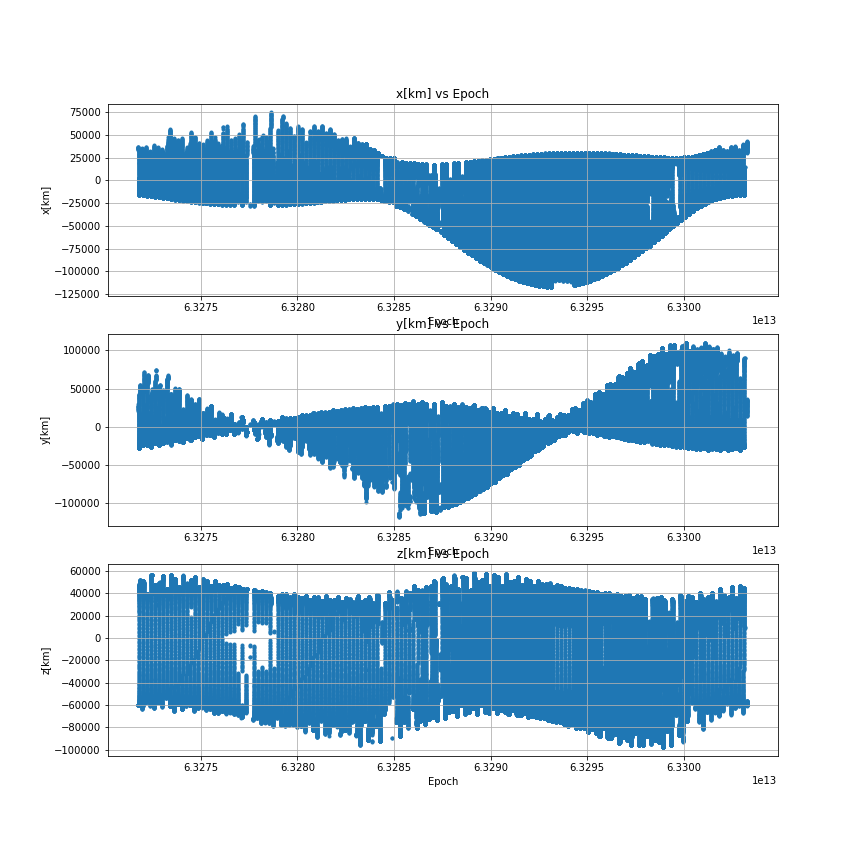 x[km] vs Epoch
75000
50000
25000
0
−25000
−50000
−75000
−100000
−125000
x[km]
6.3275 6.3280 6.3285 6.3290 6.3295 6.3300
1e13
Epoch
y[km] vs Epoch
100000
50000
0
−50000
−100000
y[km]
6.3275 6.3280 6.3285 6.3290 6.3295 6.3300
1e13
Epoch
z[km] vs Epoch
60000
40000
20000
0
−20000
−40000
−60000
−80000
−100000
z[km]
6.3275 6.3280 6.3285 6.3290 6.3295 6.3300
1e13
Epoch